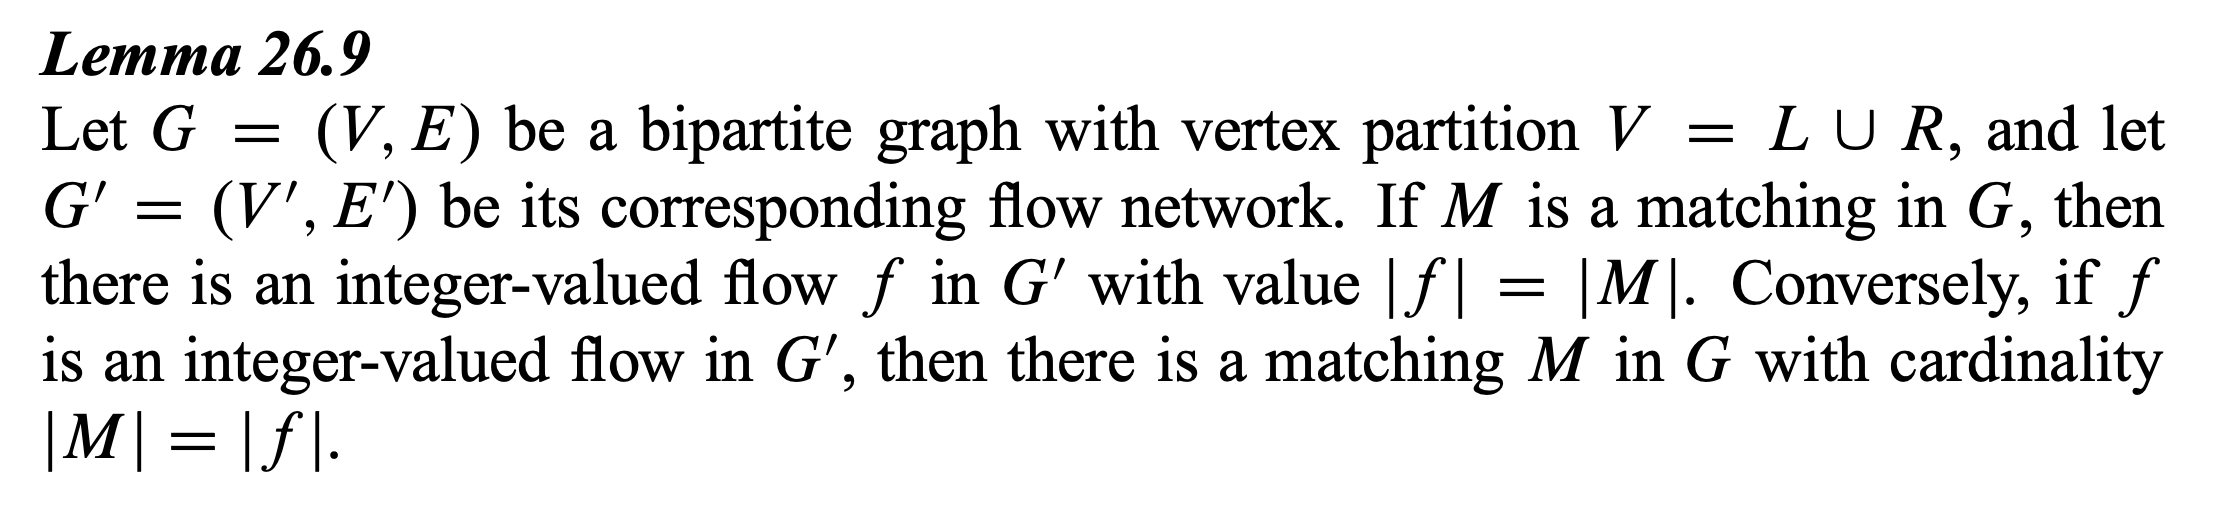 Lemma 26.9
Let G = (V, E) be a bipartite graph with vertex partition V = L ∪ R, and let
G′ = (V′, E′) be its corresponding flow network. If M is a matching in G, then
there is an integer-valued flow f in G′ with value |f| = |M|. Conversely, if f
is an integer-valued flow in G′, then there is a matching M in G with cardinality
|M| = |f|.